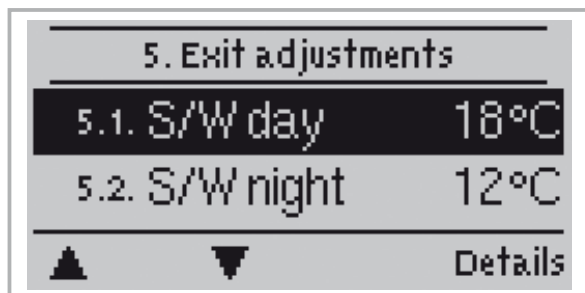 5. Exit adjustments
5.1. S/W day 18°C
5.2. S/W night 12°C
Details